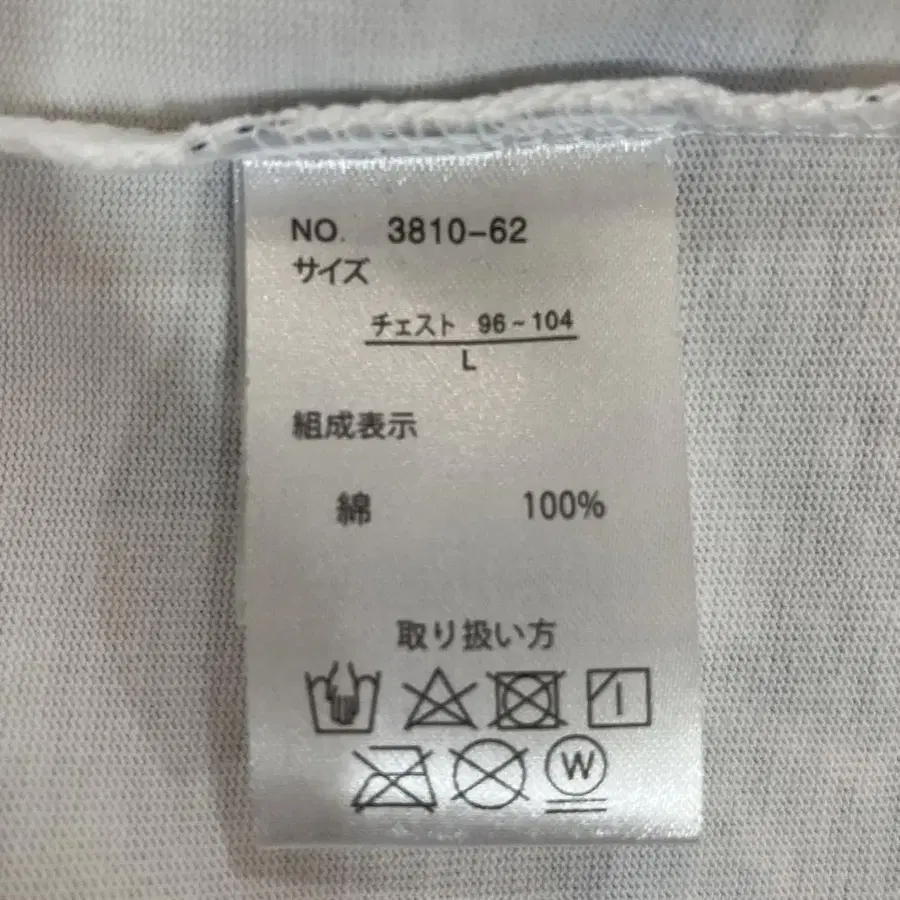 NO. 3810-62
サイズ
チェスト 96~104
L
組成表示
綿 100%
取り扱い方
W